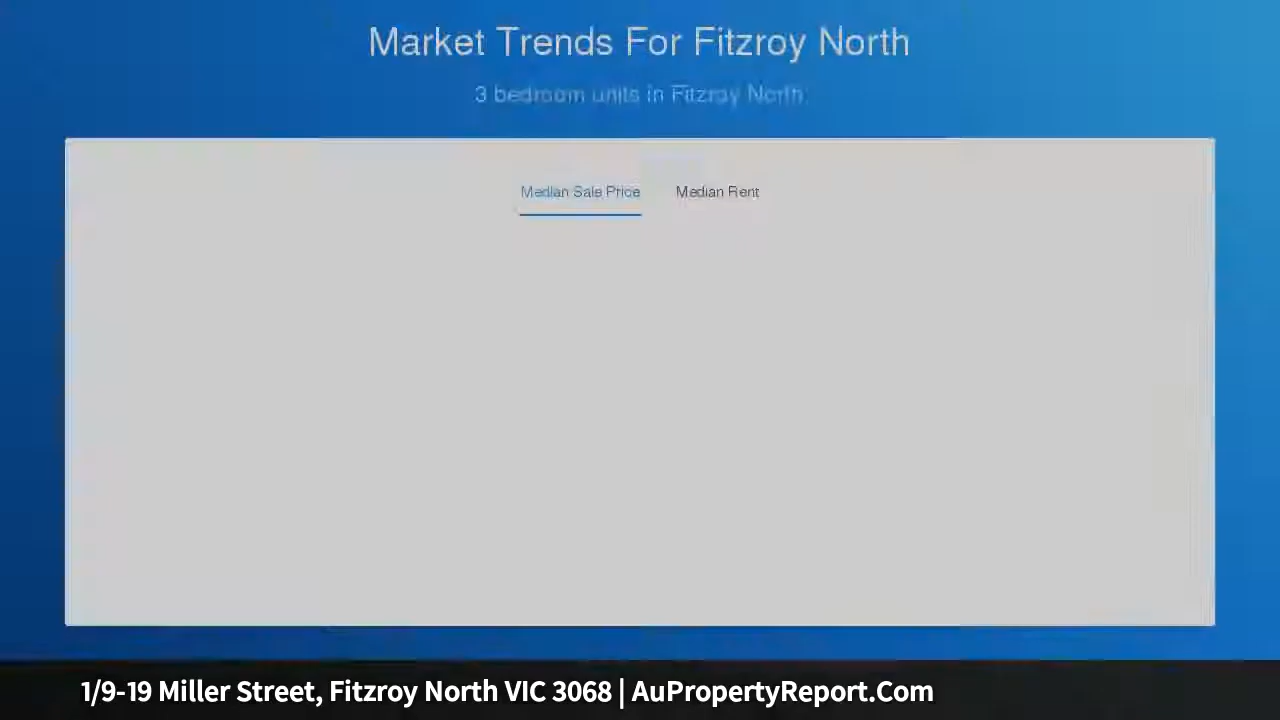 Market Trends For Fitzroy North
3 bedroom units in Fitzroy North
Median Sale Price Median Rent
1/9-19 Miller Street, Fitzroy North VIC 3068 | AuPropertyReport.Com